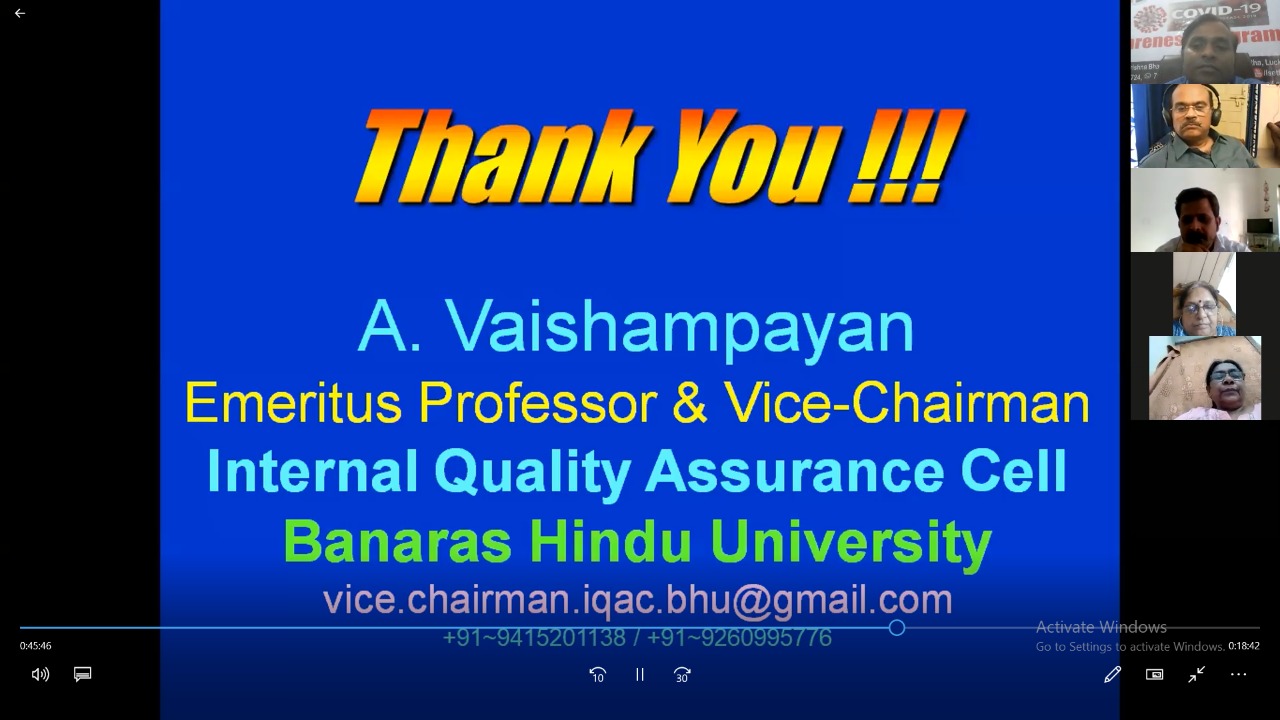 Thank You !!!
A. Vaishampayan
Emeritus Professor & Vice-Chairman
Internal Quality Assurance Cell
Banaras Hindu University
vice.chairman.iqac.bhu@gmail.com
+91~9415201138 / +91~9260995776
COVID-19
Activate Windows
Go to Settings to activate Windows.
0:45:46
0:18:42
10
30